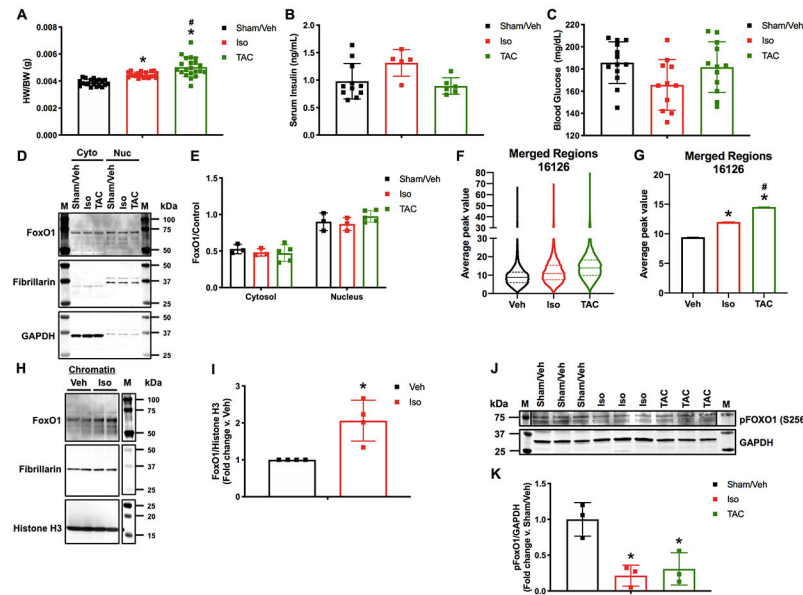 A
HW/BW (g)
0.008
0.006
0.004
0.002
0.000
*
#
*
Sham/Veh
Iso
TAC
B
Serum Insulin (ng/mL)
2.0
1.5
1.0
0.5
0.0
C
Blood Glucose (mg/dL)
220
200
180
160
140
120
Sham/Veh
Iso
TAC
D
Cyto Nuc
M Sham/Veh Iso TAC Sham/Veh Iso TAC M kDa
FoxO1
100
75
50
Fibrillarin
50
37
25
GAPDH
50
37
25
E
FoxO1/Control
1.5
1.0
0.5
0.0
Cytosol Nucleus
Sham/Veh
Iso
TAC
F
Merged Regions
16126
Average peak value
80
70
60
50
40
30
20
10
0
Veh Iso TAC
G
Merged Regions
16126
Average peak value
20
15
10
5
0
*
#
*
Veh Iso TAC
H
Chromatin
Veh Iso M kDa
FoxO1
100
75
50
Fibrillarin
50
37
25
Histone H3
25
20
15
I
FoxO1/Histone H3
(Fold change v. Veh)
3
2
1
0
*
Veh
Iso
J
M Sham/Veh Sham/Veh Sham/Veh Iso Iso Iso TAC TAC TAC M
kDa
75
50
pFOXO1 (S256
37
25
GAPDH
K
pFoxO1/GAPDH
(Fold change v. Sham/Veh)
1.5
1.0
0.5
0.0
* *
Sham/Veh
Iso
TAC